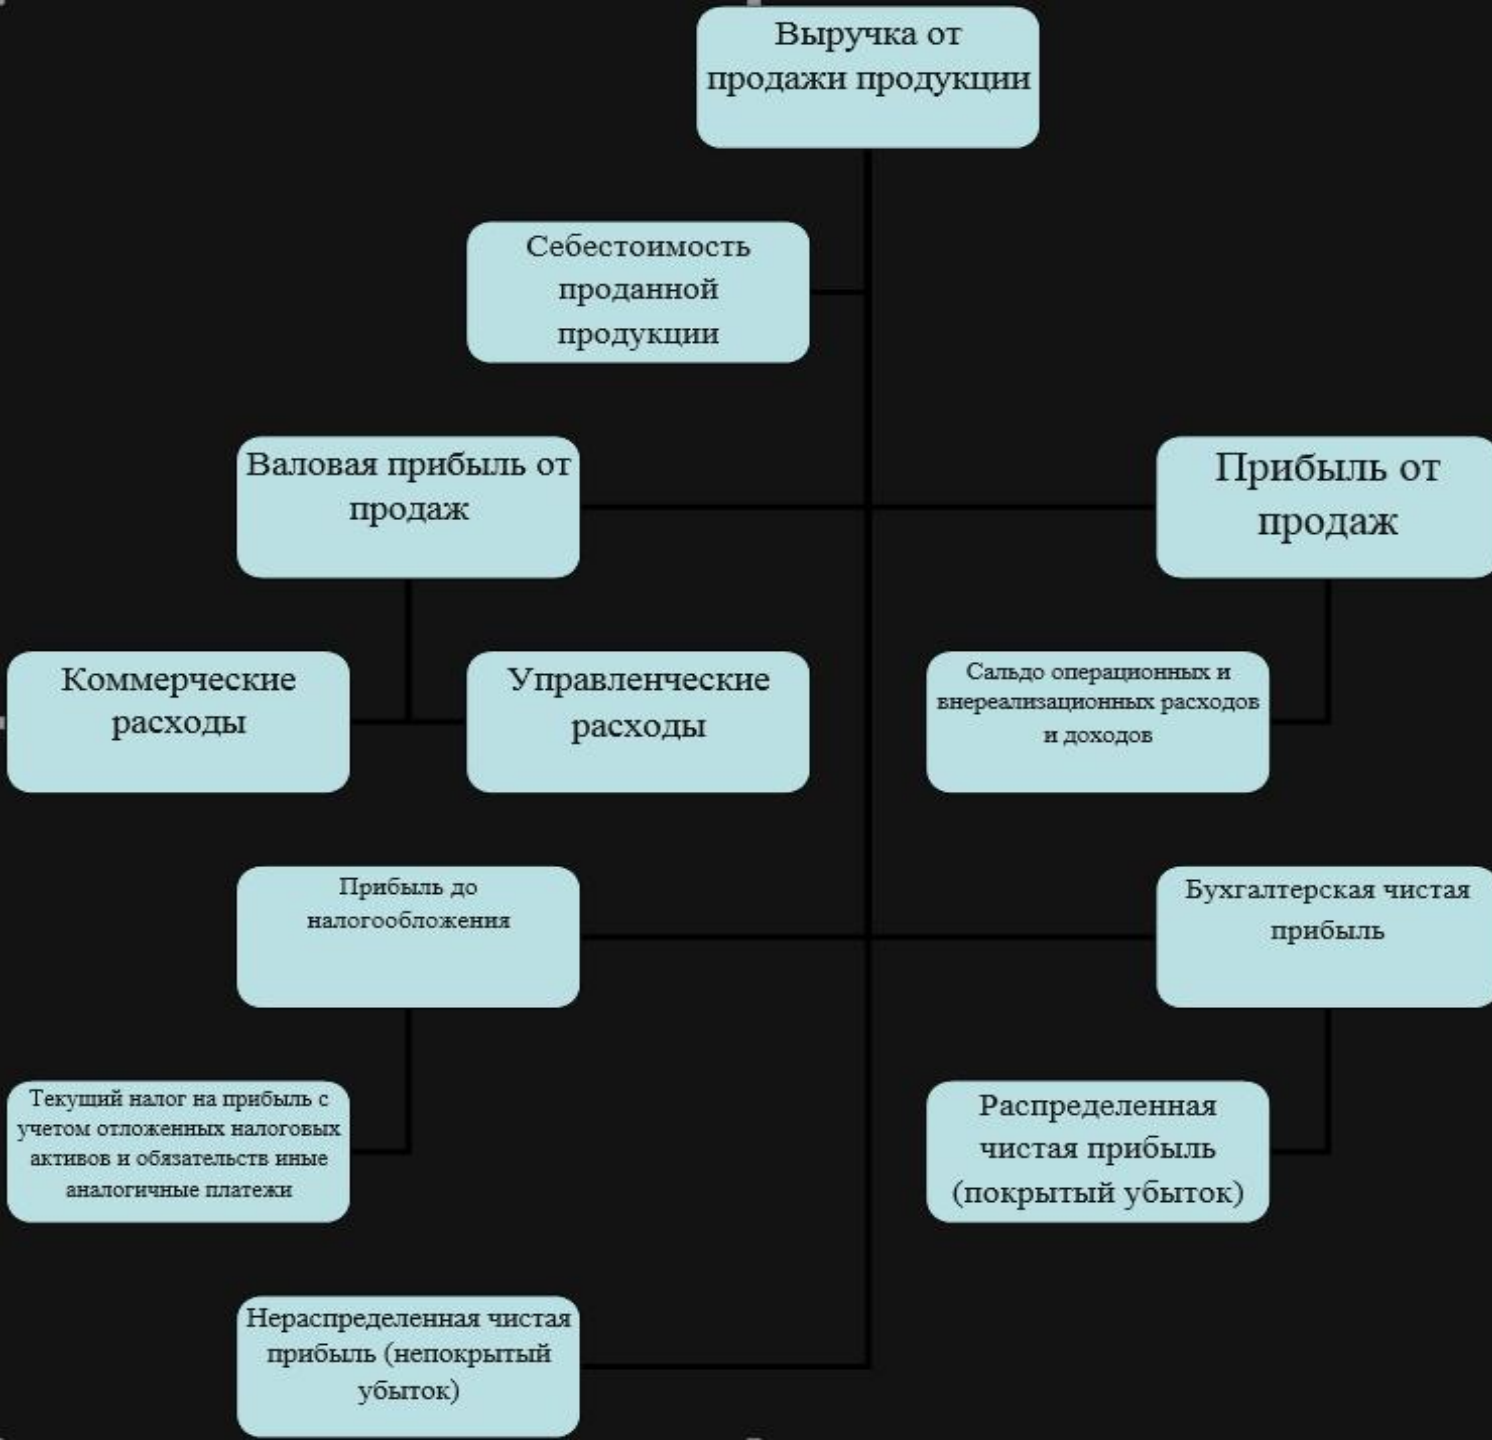 Выручка от
продажи продукции
Себестоимость
проданной
продукции
Валовая прибыль от
продаж
Прибыль от
продаж
Коммерческие
расходы
Управленческие
расходы
Сальдо операционных и
внереализационных расходов
и доходов
Прибыль до
налогообложения
Бухгалтерская чистая
прибыль
Текущий налог на прибыль с
учетом отложенных налоговых
активов и обязательств иные
аналогичные платежи
Распределенная
чистая прибыль
(покрытый убыток)
Нераспределенная чистая
прибыль (непокрытый
убыток)